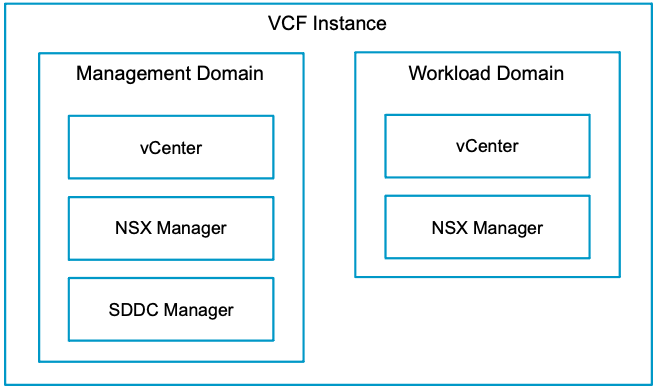 VCF Instance
Management Domain
vCenter
NSX Manager
SDDC Manager
Workload Domain
vCenter
NSX Manager